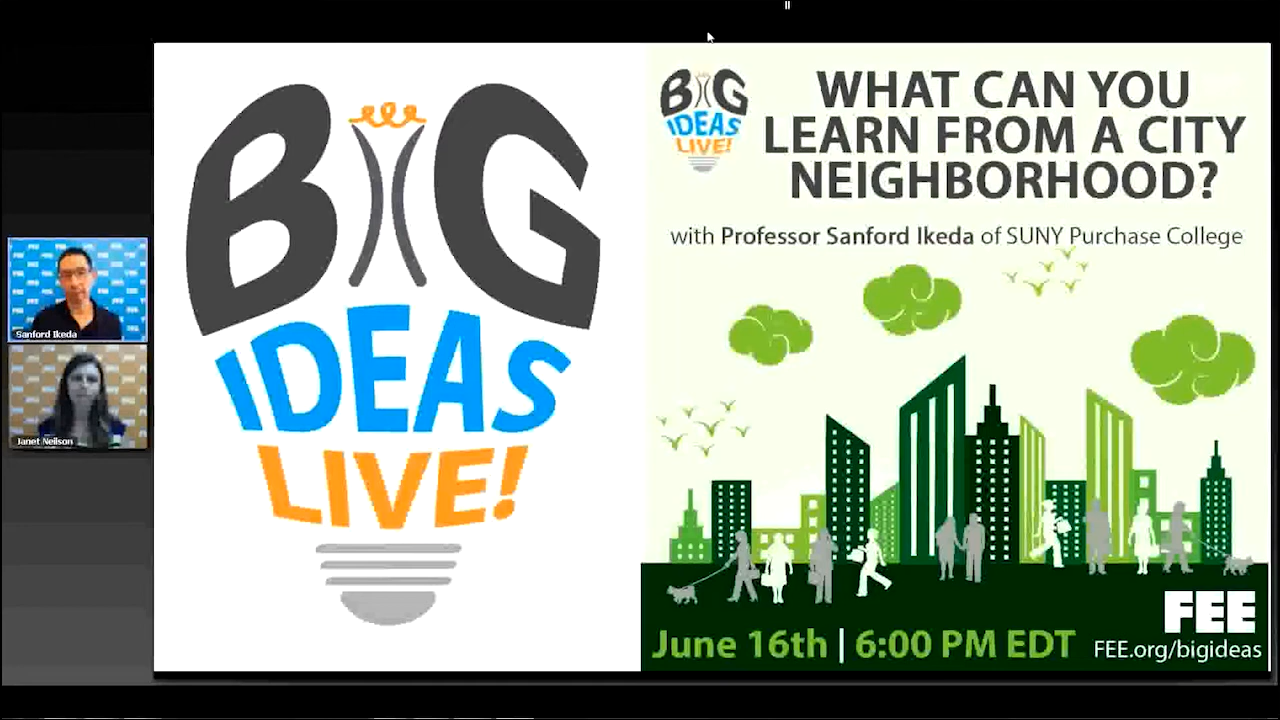 BIG
IDEAS
LIVE!
BIG
IDEAS
LIVE!
WHAT CAN YOU
LEARN FROM A CITY
NEIGHBORHOOD?
with Professor Sanford Ikeda of SUNY Purchase College
Sanford Ikeda
Janet Neilson
FEE
June 16th | 6:00 PM EDT
FEE.org/bigideas